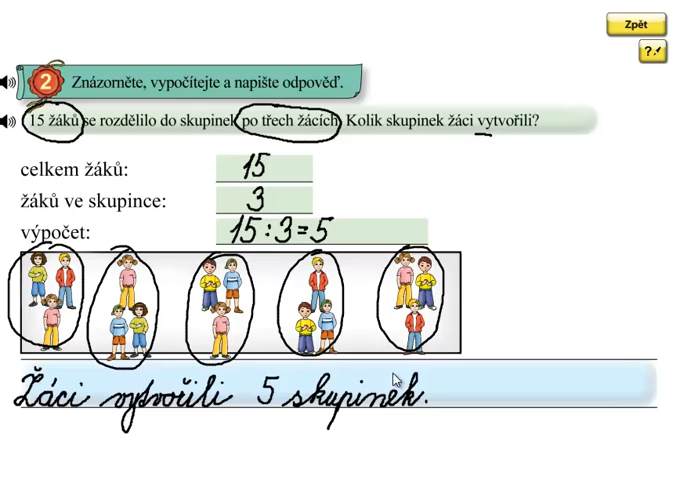 Zpět
?
2 Znázorněte, vypočítejte a napište odpověď.
15 žáků se rozdělilo do skupinek po třech žácích. Kolik skupinek žáci vytvořili?
celkem žáků: 15
žáků ve skupince: 3
výpočet: 15 : 3 = 5
Žáci vytvořili 5 skupinek.